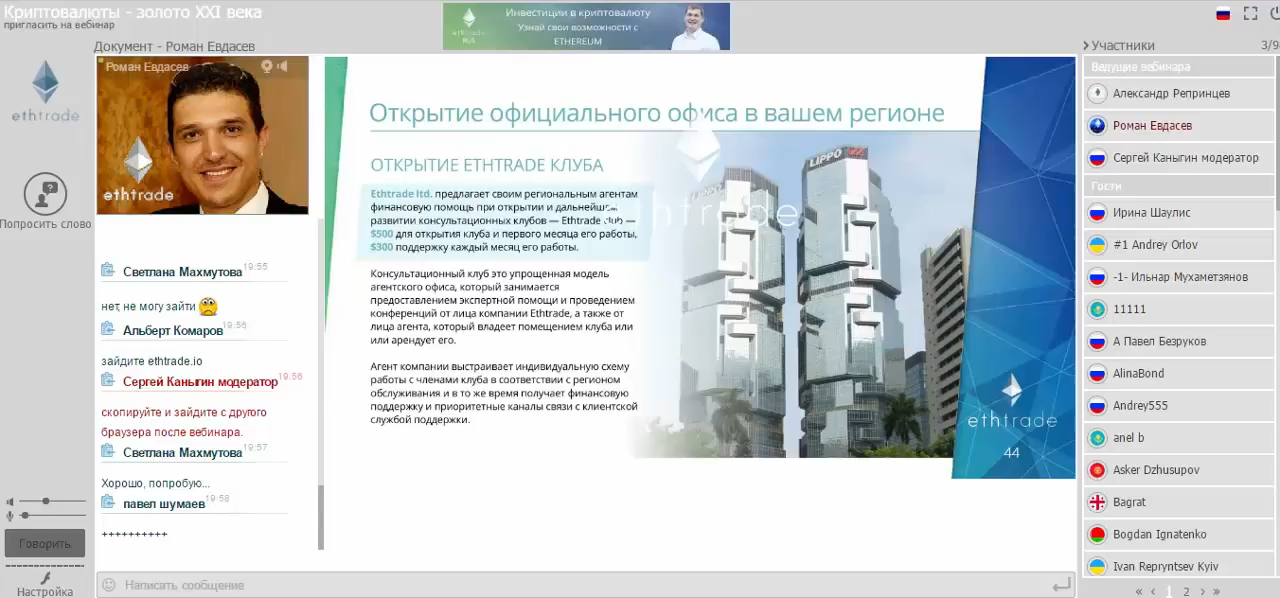 Криптовалюты - золото XXI века
пригласить на вебинар
Инвестиции в криптовалюту
Узнай свои возможности с
ETHEREUM
ethtrade
RUS
Документ - Роман Евдасев
Участники
Роман Евдасев
ethtrade
ethtrade
Попросить слово
Светлана Махмутова 19:55
нет, не могу зайти
Альберт Комаров 19:56
зайдите ethtrade.io
Сергей Каныгин модератор 19:56
скопируйте и зайдите с другого
браузера после вебинара.
Светлана Махмутова 19:57
Хорошо, попробую...
павел шумаев 19:58
++++++++++
Говорить
Настройка
Написать сообщение
Открытие официального офиса в вашем регионе
ОТКРЫТИЕ ETHTRADE КЛУБА
Ethtrade ltd. предлагает своим региональным агентам
финансовую помощь при открытии и дальнейшем
развитии консультационных клубов — Ethtrade club —
$500 для открытия клуба и первого месяца его работы,
$300 поддержку каждый месяц его работы.
Консультационный клуб это упрощенная модель
агентского офиса, который занимается
предоставлением экспертной помощи и проведением
конференций от лица компании Ethtrade, а также от
лица агента, который владеет помещением клуба или
или арендует его.
Агент компании выстраивает индивидуальную схему
работы с членами клуба в соответствии с регионом
обслуживания и в то же время получает финансовую
поддержку и приоритетные каналы связи с клиентской
службой поддержки.
LIPPO
LIPPO
ethtrade
44
Ведущие вебинара
Александр Репринцев
Роман Евдасев
Сергей Каныгин модератор
Гости
Ирина Шаулис
#1 Andrey Orlov
-1- Ильнар Мухаметзянов
11111
А Павел Безруков
AlinaBond
Andrey555
anel b
Asker Dzhusupov
Bagrat
Bogdan Ignatenko
Ivan Repryntsev Kyiv
« ‹ 1 2 › »